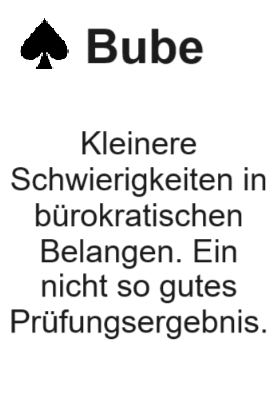 ♠ Bube
Kleinere
Schwierigkeiten in
bürokratischen
Belangen. Ein
nicht so gutes
Prüfungsergebnis.